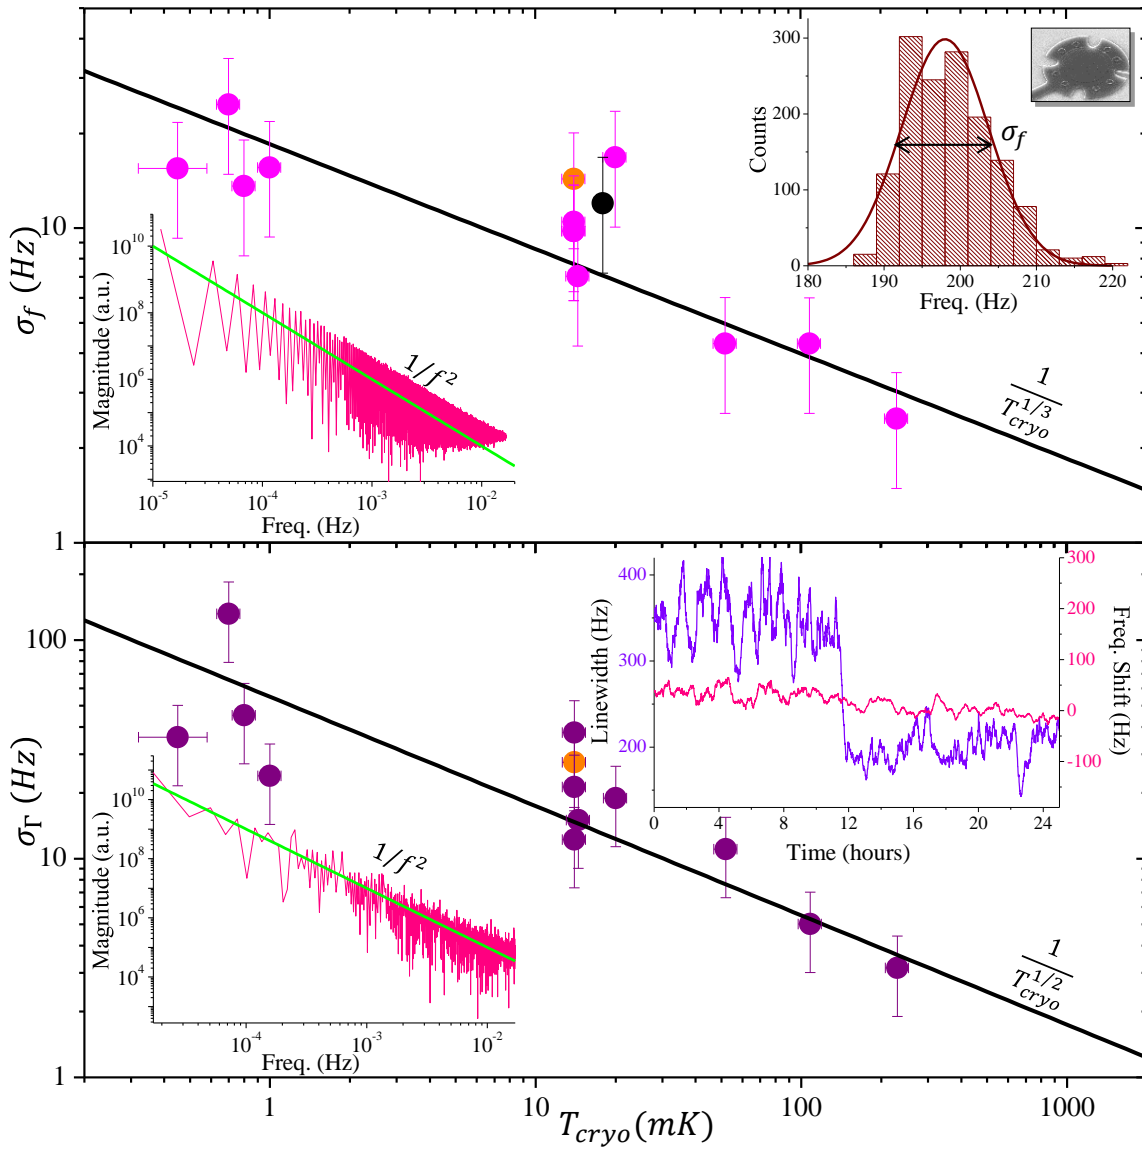 σf (Hz)
10
1
Magnitude (a.u.)
10^10
10^8
10^6
10^4
1/f²
10^-5
10^-4
10^-3
10^-2
Freq. (Hz)
Counts
300
200
100
0
σf
180
190
200
210
220
Freq. (Hz)
1/T_cryo^1/3
σΓ (Hz)
100
10
1
Magnitude (a.u.)
10^10
10^8
10^6
10^4
1/f²
10^-4
10^-3
10^-2
Freq. (Hz)
Linewidth (Hz)
400
300
200
300
200
100
0
-100
Freq. Shift (Hz)
0
4
8
12
16
20
24
Time (hours)
1/T_cryo^1/2
1
10
100
1000
T_cryo (mK)